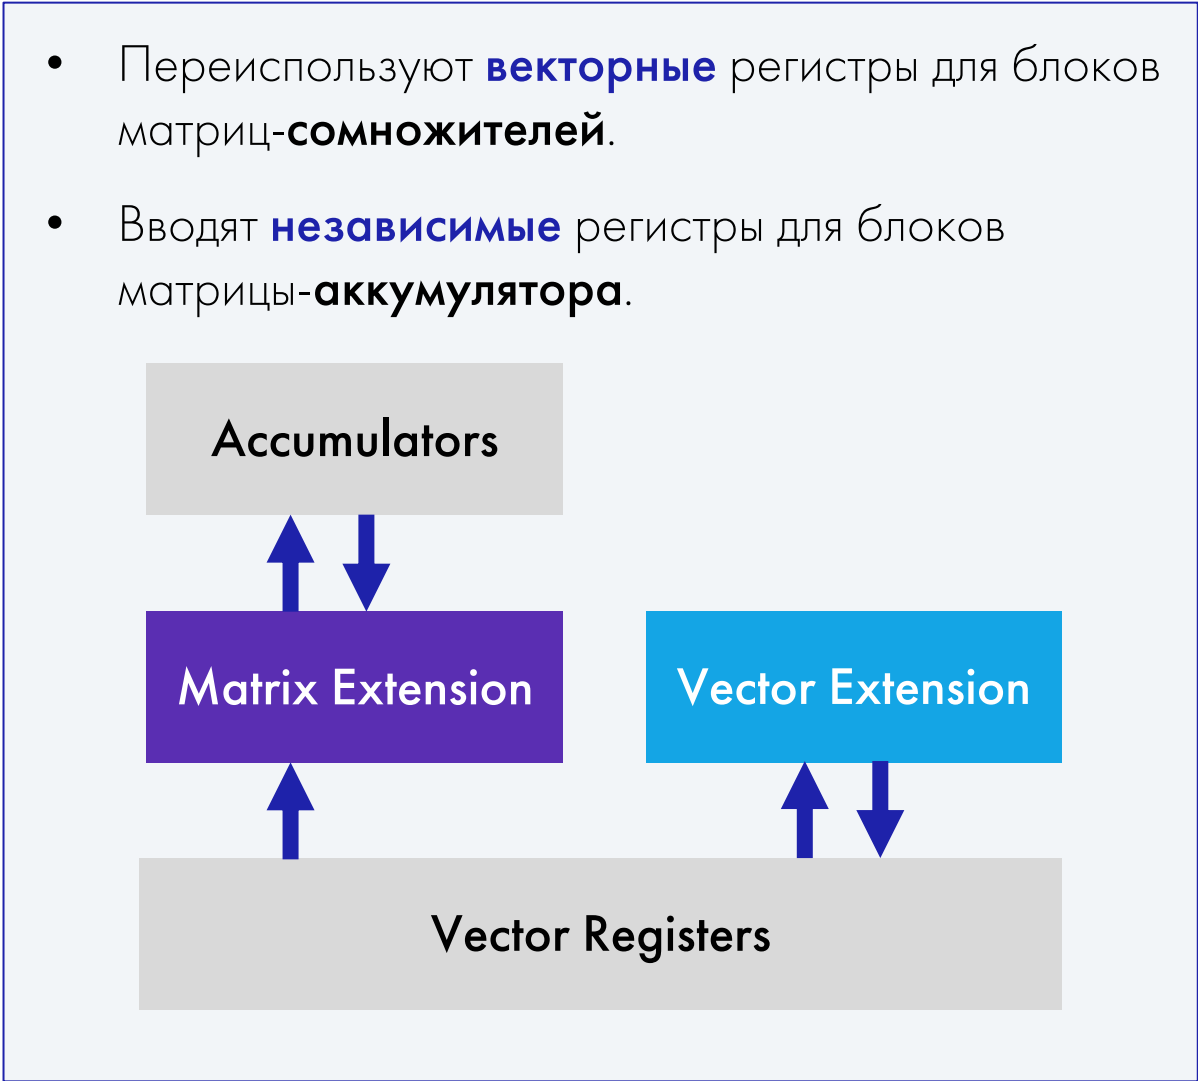 • Переиспользуют векторные регистры для блоков
матриц-сомножителей.
• Вводят независимые регистры для блоков
матрицы-аккумулятора.
Accumulators
Matrix Extension
Vector Extension
Vector Registers